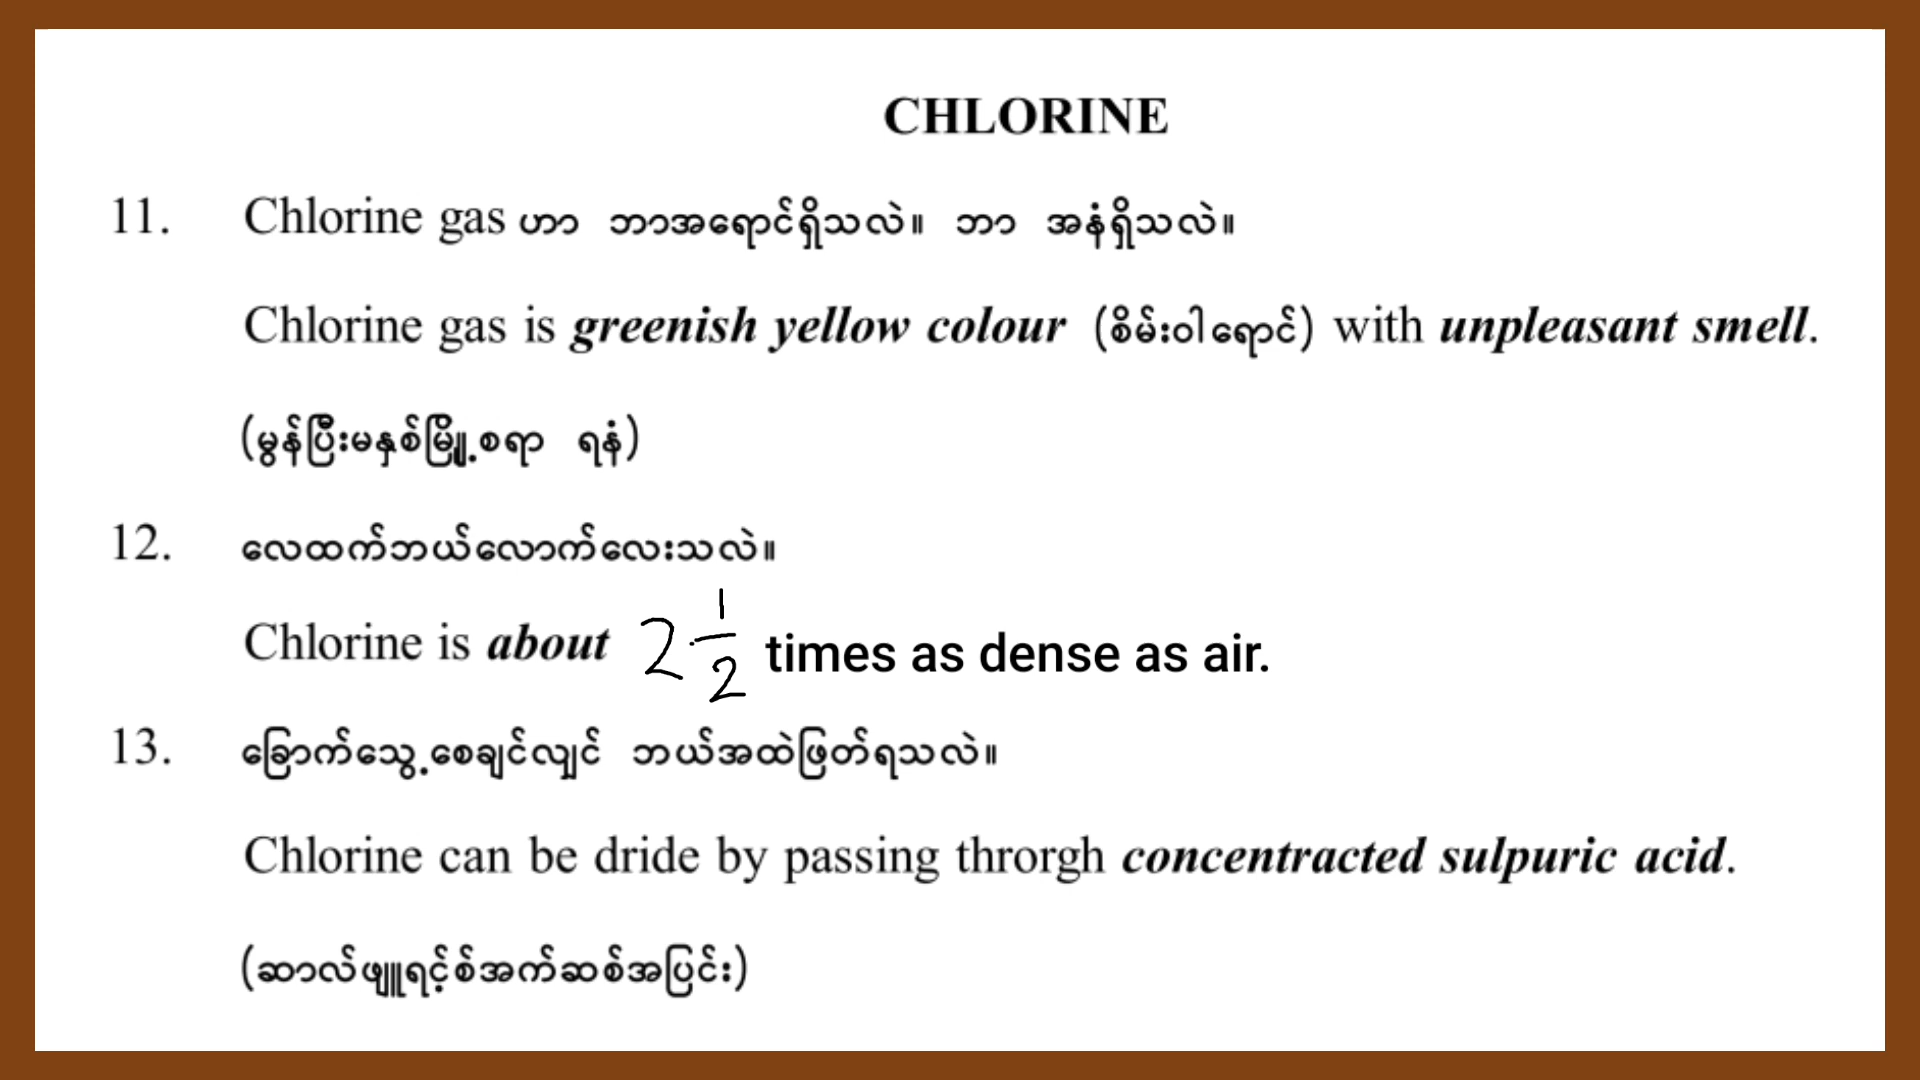 CHLORINE
11. Chlorine gas ဟာ ဘာအရောင်ရှိသလဲ။ ဘာ အနံရှိသလဲ။
Chlorine gas is greenish yellow colour (စိမ်းဝါရောင်) with unpleasant smell.
(မွန်ပြီးမနှစ်မြို့စရာ ရနံ)
12. လေထက်ဘယ်လောက်လေးသလဲ။
Chlorine is about 2 1/2 times as dense as air.
13. ခြောက်သွေ့စေချင်လျှင် ဘယ်အထဲဖြတ်ရသလဲ။
Chlorine can be dride by passing throrgh concentracted sulpuric acid.
(ဆာလ်ဖျူရင့်စ်အက်ဆစ်အပြင်း)